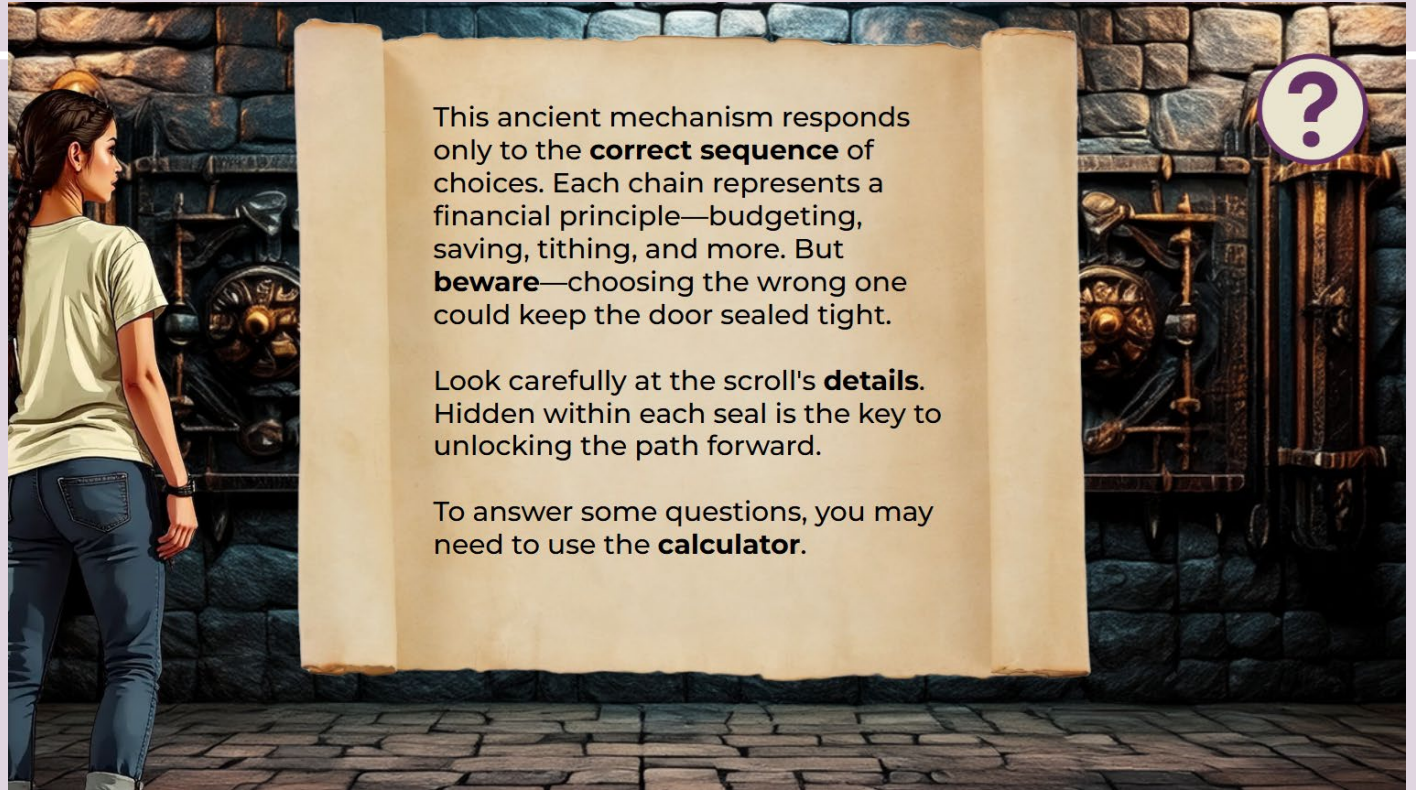 This ancient mechanism responds
only to the correct sequence of
choices. Each chain represents a
financial principle—budgeting,
saving, tithing, and more. But
beware—choosing the wrong one
could keep the door sealed tight.
Look carefully at the scroll's details.
Hidden within each seal is the key to
unlocking the path forward.
To answer some questions, you may
need to use the calculator.
?